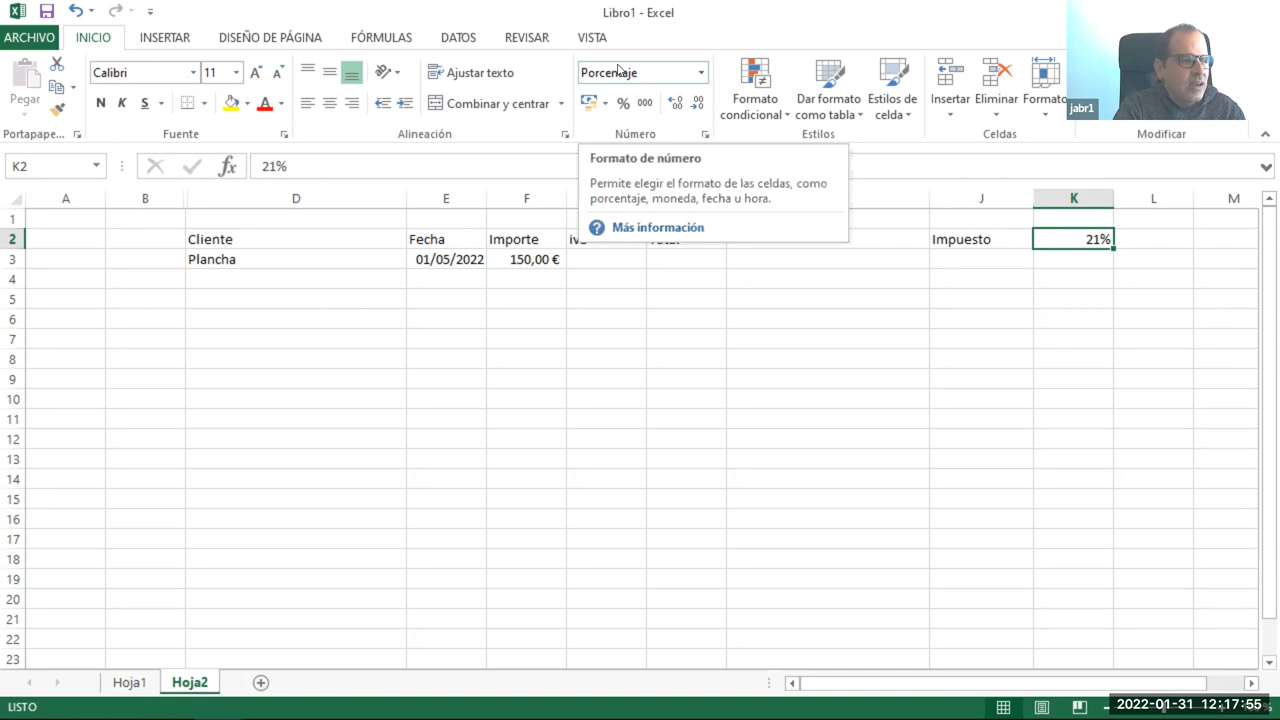 Libro1 - Excel
ARCHIVO INICIO INSERTAR DISEÑO DE PÁGINA FÓRMULAS DATOS REVISAR VISTA
Pegar
Calibri 11
N K S
Ajustar texto
Combinar y centrar
Porcentaje
% 000
Formato condicional
Dar formato como tabla
Estilos de celda
Insertar Eliminar Formato
jabr1
Portapape... Fuente Alineación Número Estilos Celdas Modificar
K2 fx 21%
Formato de número
Permite elegir el formato de las celdas, como
porcentaje, moneda, fecha u hora.
Más información
A B D E F J K L M
1
2 Cliente Fecha Importe Impuesto 21%
3 Plancha 01/05/2022 150,00 €
4
5
6
7
8
9
10
11
12
13
14
15
16
17
18
19
20
21
22
23
Hoja1 Hoja2
LISTO
2022-01-31 12:17:55